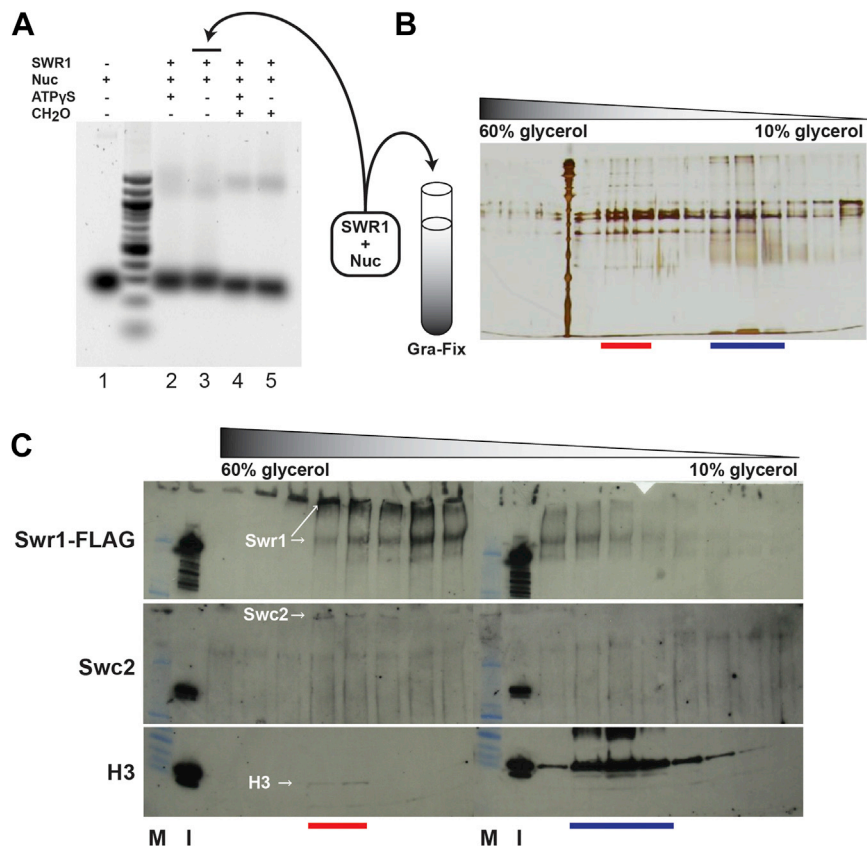 A
SWR1 - + + + +
Nuc + + + + +
ATPγS - + - + -
CH2O - - - + +
1 2 3 4 5
SWR1
+
Nuc
Gra-Fix
B
60% glycerol 10% glycerol
C
60% glycerol 10% glycerol
Swr1-FLAG
Swr1→
Swc2→
Swc2
H3
H3→
M I M I